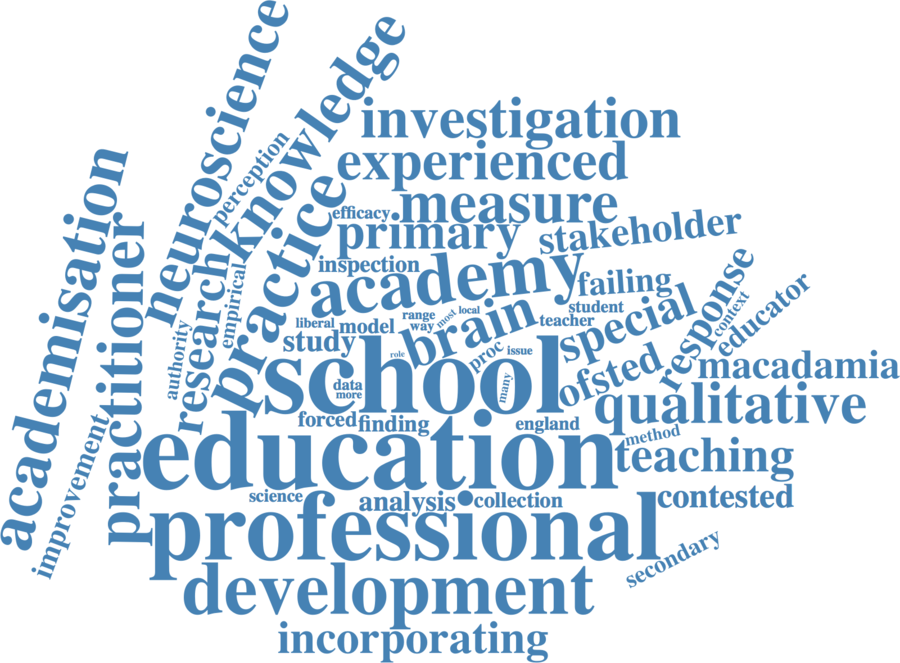 neuroscience
knowledge
investigation
experienced
perception
academisation
practice
efficacy
measure
practitioner
primary
stakeholder
research
empirical
inspection
academy
failing
response
context
educator
liberal
model
range
way
most
local
student
teacher
brain
special
authority
study
role
proc
issue
ofsted
macadamia
school
data
more
many
qualitative
forced
finding
england
method
improvement
education
teaching
science
analysis
collection
contested
professional
secondary
development
incorporating